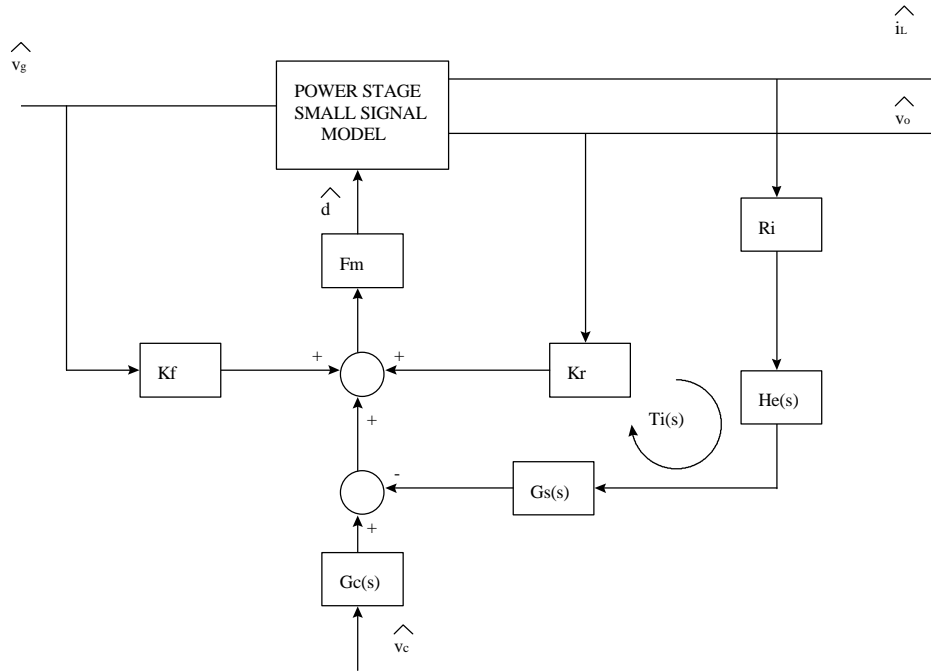 iL
vg
POWER STAGE
SMALL SIGNAL
MODEL
vo
d
Ri
Fm
+
+
Kf
Kr
He(s)
Ti(s)
+
-
Gs(s)
+
Gc(s)
vc